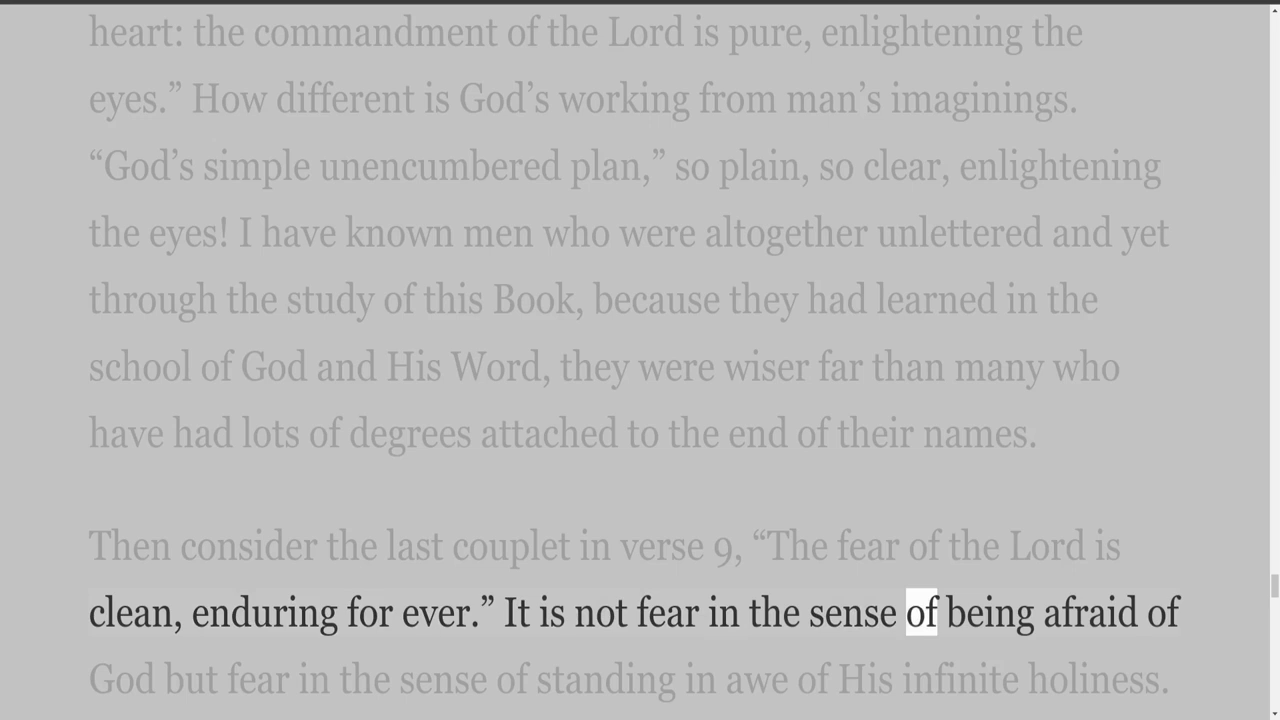 heart: the commandment of the Lord is pure, enlightening the
eyes.” How different is God’s working from man’s imaginings.
“God’s simple unencumbered plan,” so plain, so clear, enlightening
the eyes! I have known men who were altogether unlettered and yet
through the study of this Book, because they had learned in the
school of God and His Word, they were wiser far than many who
have had lots of degrees attached to the end of their names.
Then consider the last couplet in verse 9, “The fear of the Lord is
clean, enduring for ever.” It is not fear in the sense of being afraid of
God but fear in the sense of standing in awe of His infinite holiness.